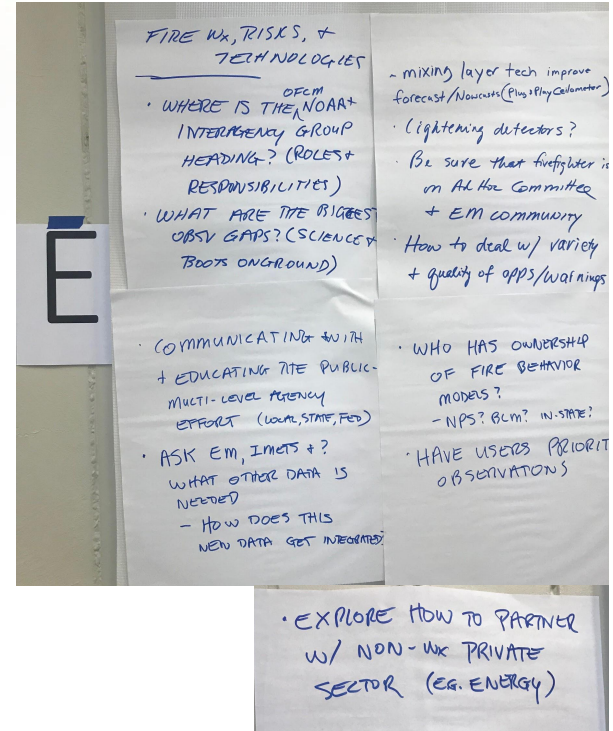 FIRE Wx, RISKS, &
TECHNOLOGIES
OFCM
· WHERE IS THE ^ NOAA+
INTERAGENCY GROUP
HEADING? (ROLES+
RESPONSIBILITIES)
· WHAT ARE THE BIGGEST
OBSV GAPS? (SCIENCE +
BOOTS ONGROUND)
~ mixing layer tech improve
forecast/Nowcasts (Plug+Play Ceilometer)
· lightening detectors?
· Be sure that firefighter is
on Ad Hoc Committee
+ EM community
· How to deal w/ variety
+ quality of apps/warnings
E
· COMMUNICATING WITH
+ EDUCATING THE PUBLIC-
MULTI-LEVEL AGENCY
EFFORT (LOCAL, STATE, FED)
· ASK EM, IMETS + ?
WHAT OTHER DATA IS
NEEDED
- HOW DOES THIS
NEW DATA GET INTEGRATED?
· WHO HAS OWNERSHIP
OF FIRE BEHAVIOR
MODELS?
- NPS? BLM? IN-STATE?
· HAVE USERS PRIORIT
OBSERVATIONS
· EXPLORE HOW TO PARTNER
W/ NON-WX PRIVATE
SECTOR (EG. ENERGY)